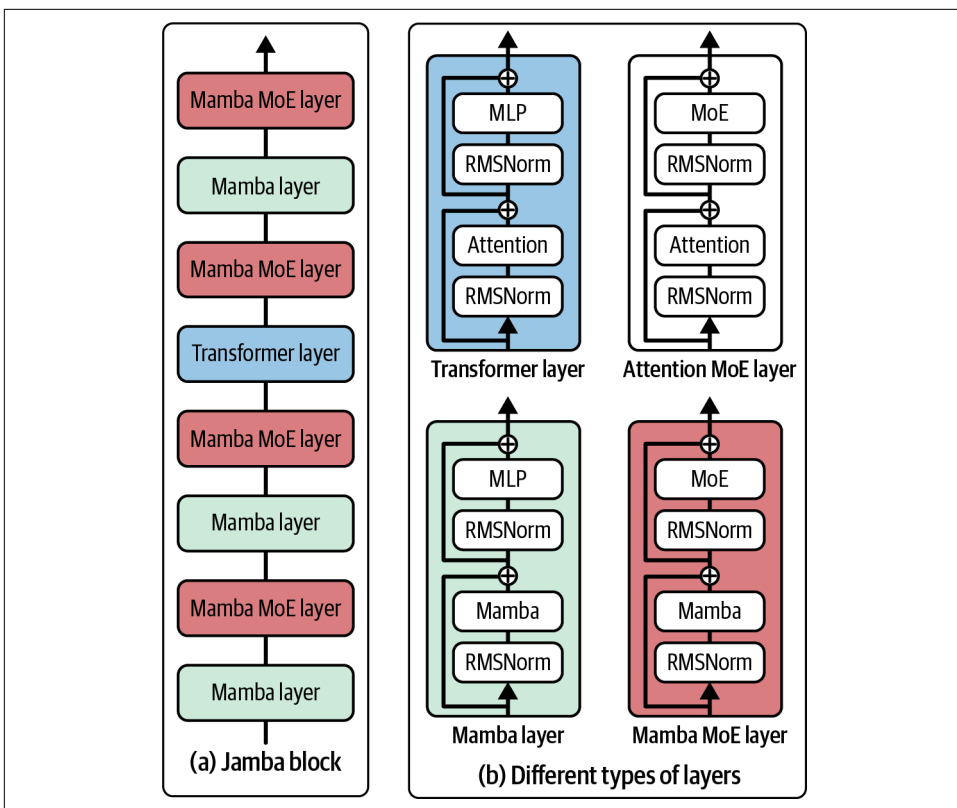 Mamba MoE layer
Mamba layer
Mamba MoE layer
Transformer layer
Mamba MoE layer
Mamba layer
Mamba MoE layer
Mamba layer
(a) Jamba block
MLP
RMSNorm
Attention
RMSNorm
Transformer layer
MoE
RMSNorm
Attention
RMSNorm
Attention MoE layer
MLP
RMSNorm
Mamba
RMSNorm
Mamba layer
MoE
RMSNorm
Mamba
RMSNorm
Mamba MoE layer
(b) Different types of layers